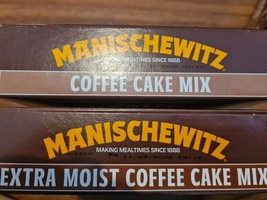 MANISCHEWITZ
MAKING MEALTIMES SINCE 1888
COFFEE CAKE MIX
MANISCHEWITZ
MAKING MEALTIMES SINCE 1888
EXTRA MOIST COFFEE CAKE MIX